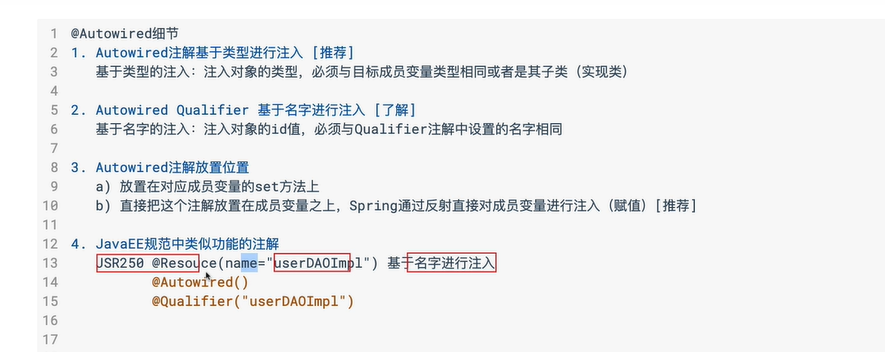 1 @Autowired细节
2 1. Autowired注解基于类型进行注入 [推荐]
3 基于类型的注入：注入对象的类型，必须与目标成员变量类型相同或者是其子类（实现类）
4
5 2. Autowired Qualifier 基于名字进行注入 [了解]
6 基于名字的注入：注入对象的id值，必须与Qualifier注解中设置的名字相同
7
8 3. Autowired注解放置位置
9 a) 放置在对应成员变量的set方法上
10 b) 直接把这个注解放置在成员变量之上，Spring通过反射直接对成员变量进行注入（赋值）[推荐]
11
12 4. JavaEE规范中类似功能的注解
13 JSR250 @Resouce(name="userDAOImpl") 基于名字进行注入
14 @Autowired()
15 @Qualifier("userDAOImpl")
16
17